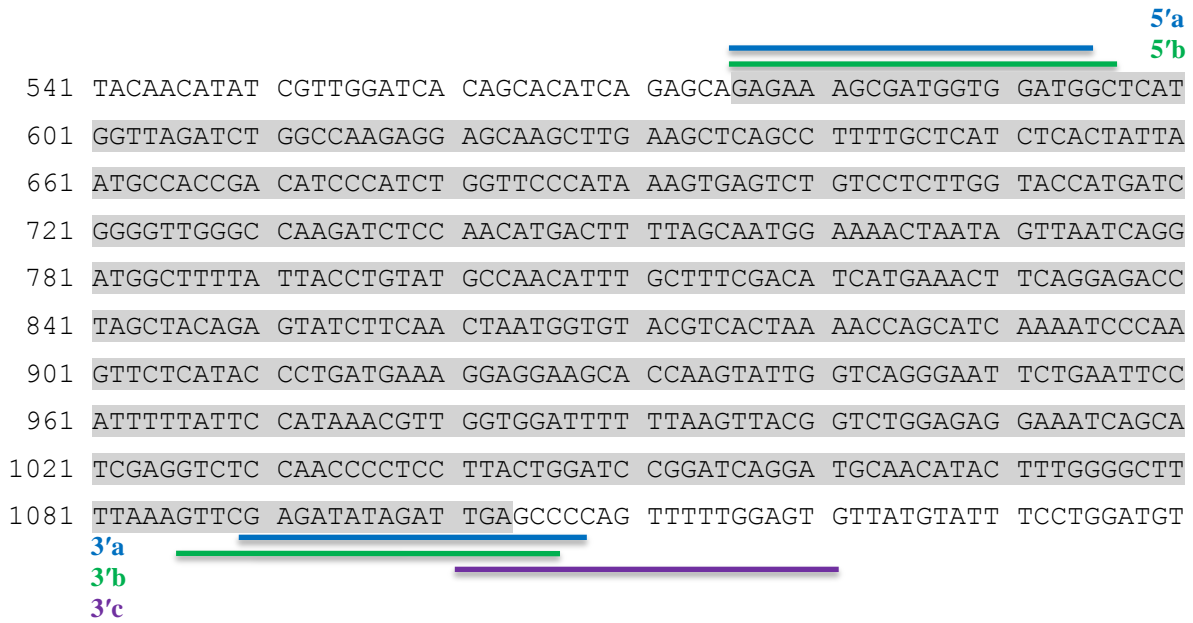 5′a
5′b
541 TACAACATAT CGTTGGATCA CAGCACATCA GAGCAGAGAA AGCGATGGTG GATGGCTCAT
601 GGTTAGATCT GGCCAAGAGG AGCAAGCTTG AAGCTCAGCC TTTTGCTCAT CTCACTATTA
661 ATGCCACCGA CATCCCATCT GGTTCCCATA AAGTGAGTCT GTCCTCTTGG TACCATGATC
721 GGGGTTGGGC CAAGATCTCC AACATGACTT TTAGCAATGG AAAACTAATA GTTAATCAGG
781 ATGGCTTTTA TTACCTGTAT GCCAACATTT GCTTTCGACA TCATGAAACT TCAGGAGACC
841 TAGCTACAGA GTATCTTCAA CTAATGGTGT ACGTCACTAA AACCAGCATC AAAATCCCAA
901 GTTCTCATAC CCTGATGAAA GGAGGAAGCA CCAAGTATTG GTCAGGGAAT TCTGAATTCC
961 ATTTTTATTC CATAAACGTT GGTGGATTTT TTAAGTTACG GTCTGGAGAG GAAATCAGCA
1021 TCGAGGTCTC CAACCCCTCC TTACTGGATC CGGATCAGGA TGCAACATAC TTTGGGGCTT
1081 TTAAAGTTCG AGATATAGAT TGAGCCCCAG TTTTTGGAGT GTTATGTATT TCCTGGATGT
3′a
3′b
3′c